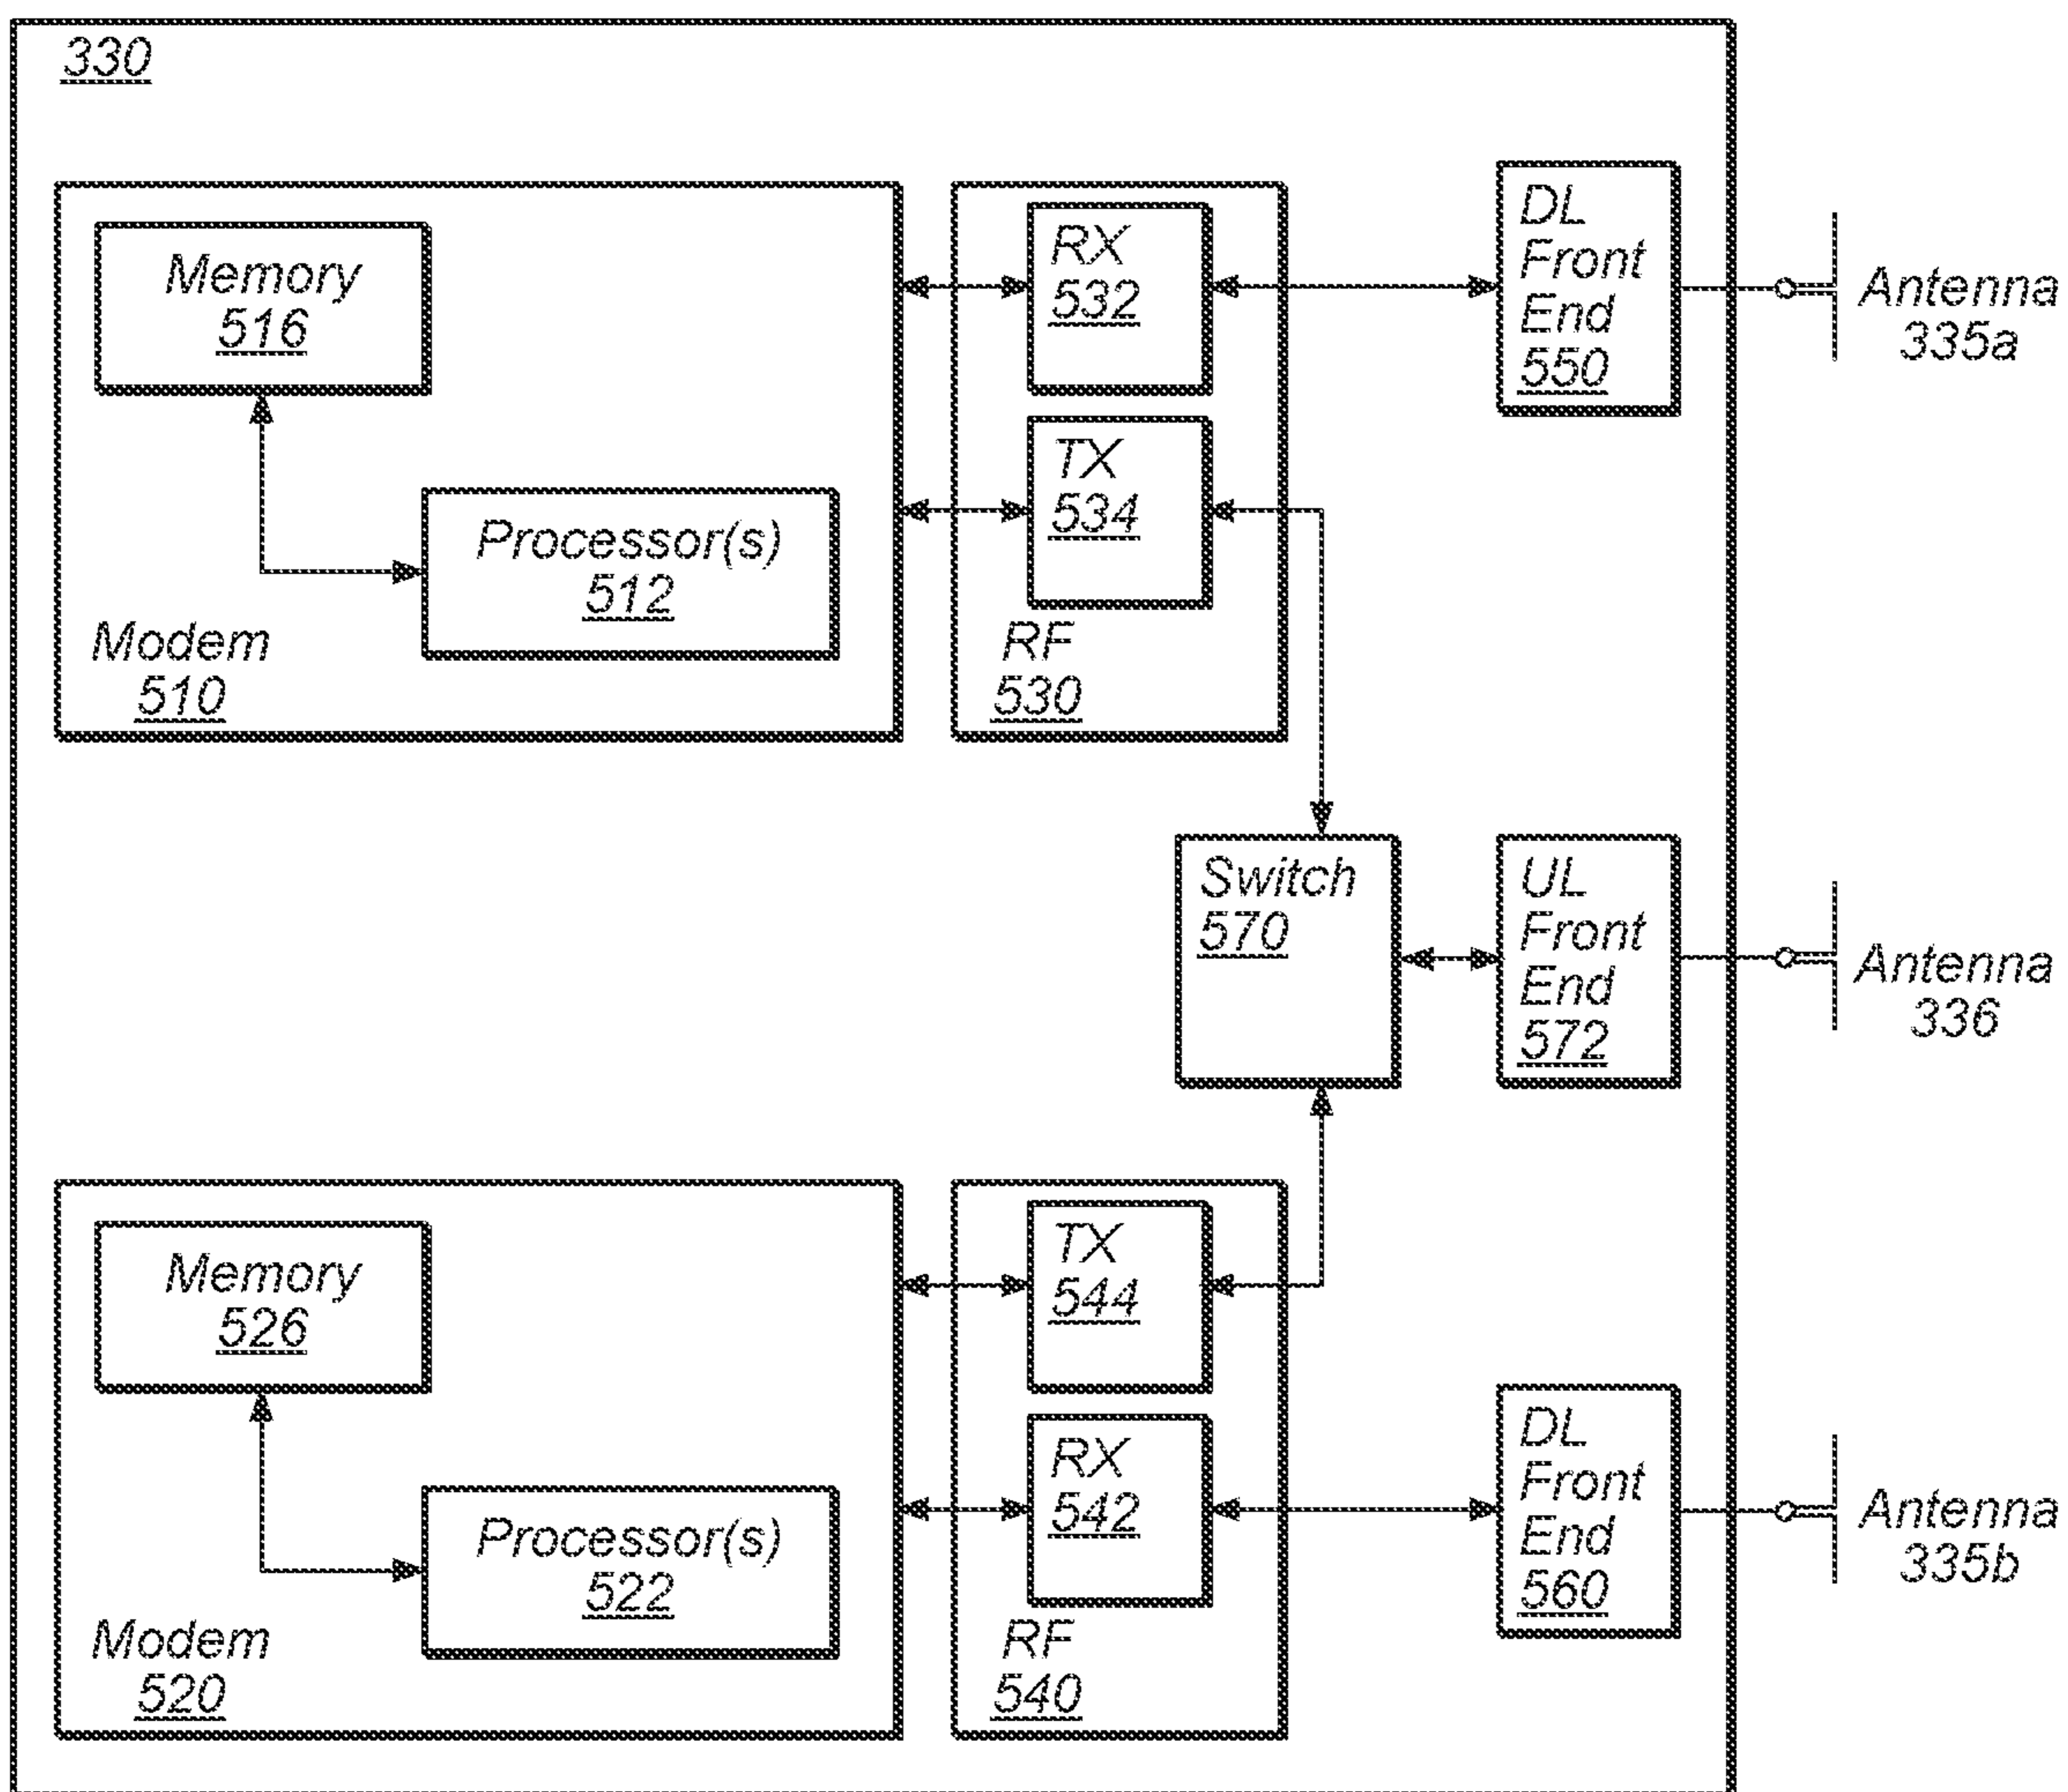 330
Memory
516
Processor(s)
512
Modem
510
RX
532
TX
534
RF
530
DL
Front
End
550
Antenna
335a
Switch
570
UL
Front
End
572
Antenna
336
Memory
526
Processor(s)
522
Modem
520
TX
544
RX
542
RF
540
DL
Front
End
560
Antenna
335b